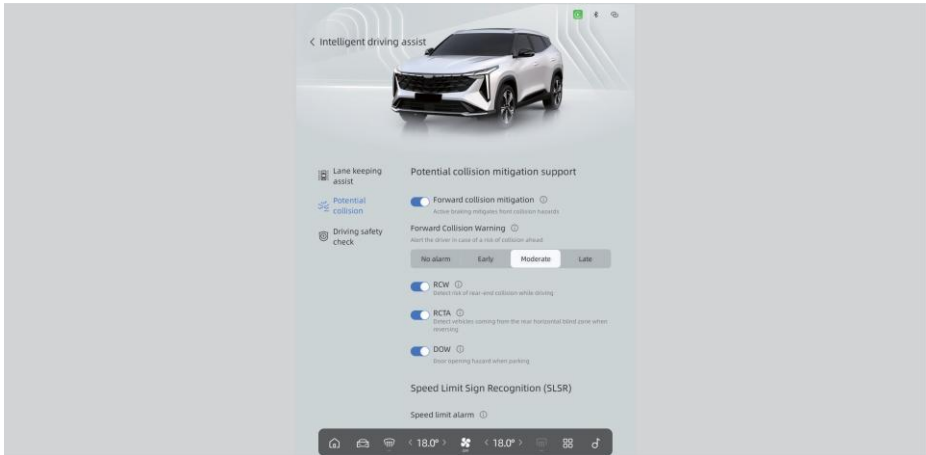 Intelligent driving assist
Lane keeping
assist
Potential
collision
Driving safety
check
Potential collision mitigation support
Forward collision mitigation
Active braking mitigates front collision hazards
Forward Collision Warning
Alert the driver in case of a risk of collision ahead
No alarm Early Moderate Late
RCW
Detect risk of rear-end collision while driving
RCTA
Detect vehicles coming from the rear horizontal blind zone when
reversing
DOW
Door opening hazard when parking
Speed Limit Sign Recognition (SLSR)
Speed limit alarm
18.0° 18.0°